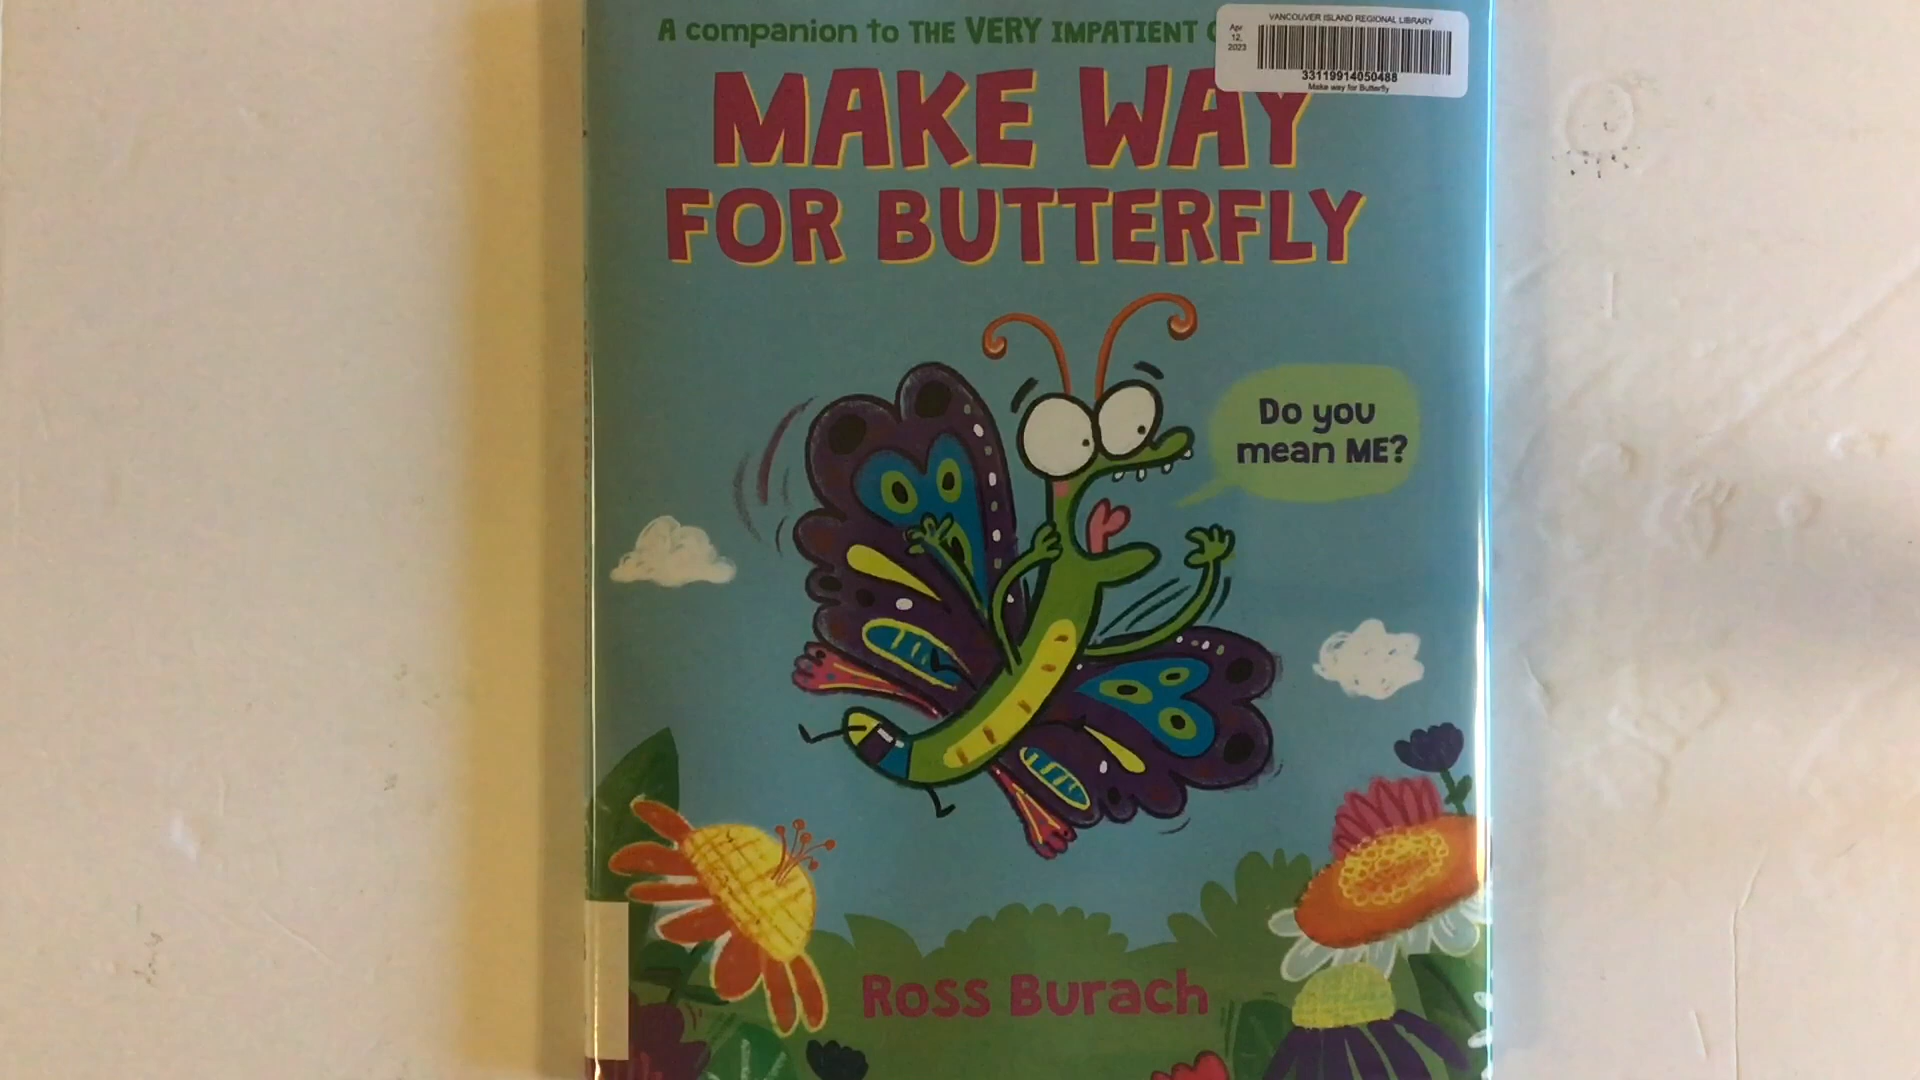 A companion to THE VERY IMPATIENT
VANCOUVER ISLAND REGIONAL LIBRARY
Apr
12,
2023
33119914050488
Make way for Butterfly
MAKE WAY
FOR BUTTERFLY
Do you
mean ME?
Ross Burach